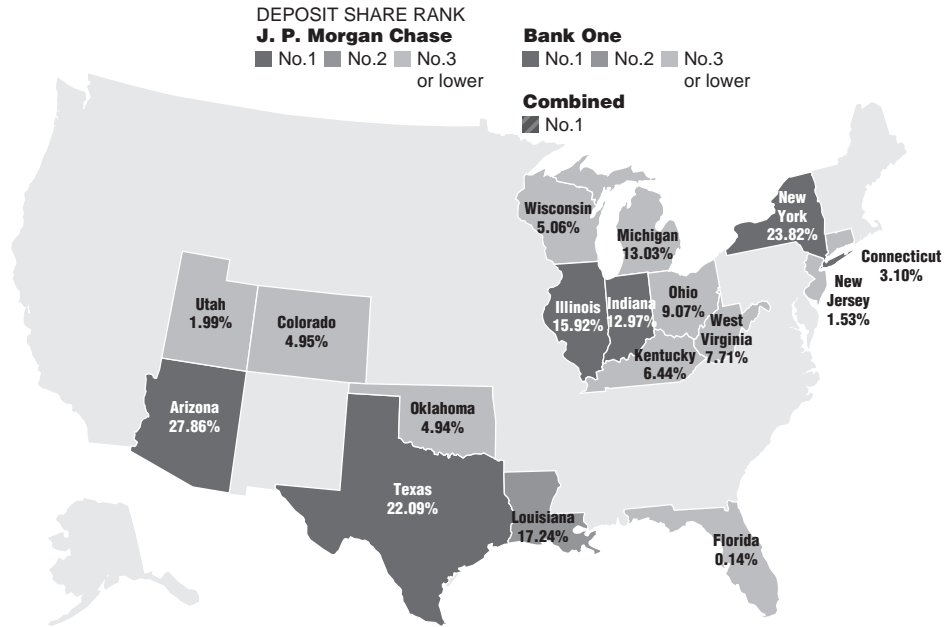 DEPOSIT SHARE RANK
J. P. Morgan Chase
No.1 No.2 No.3
or lower
Bank One
No.1 No.2 No.3
or lower
Combined
No.1
Wisconsin
5.06%
Michigan
13.03%
New
York
23.82%
Connecticut
3.10%
New
Jersey
1.53%
Utah
1.99%
Colorado
4.95%
Illinois
15.92%
Indiana
12.97%
Ohio
9.07%
West
Virginia
7.71%
Kentucky
6.44%
Arizona
27.86%
Oklahoma
4.94%
Texas
22.09%
Louisiana
17.24%
Florida
0.14%